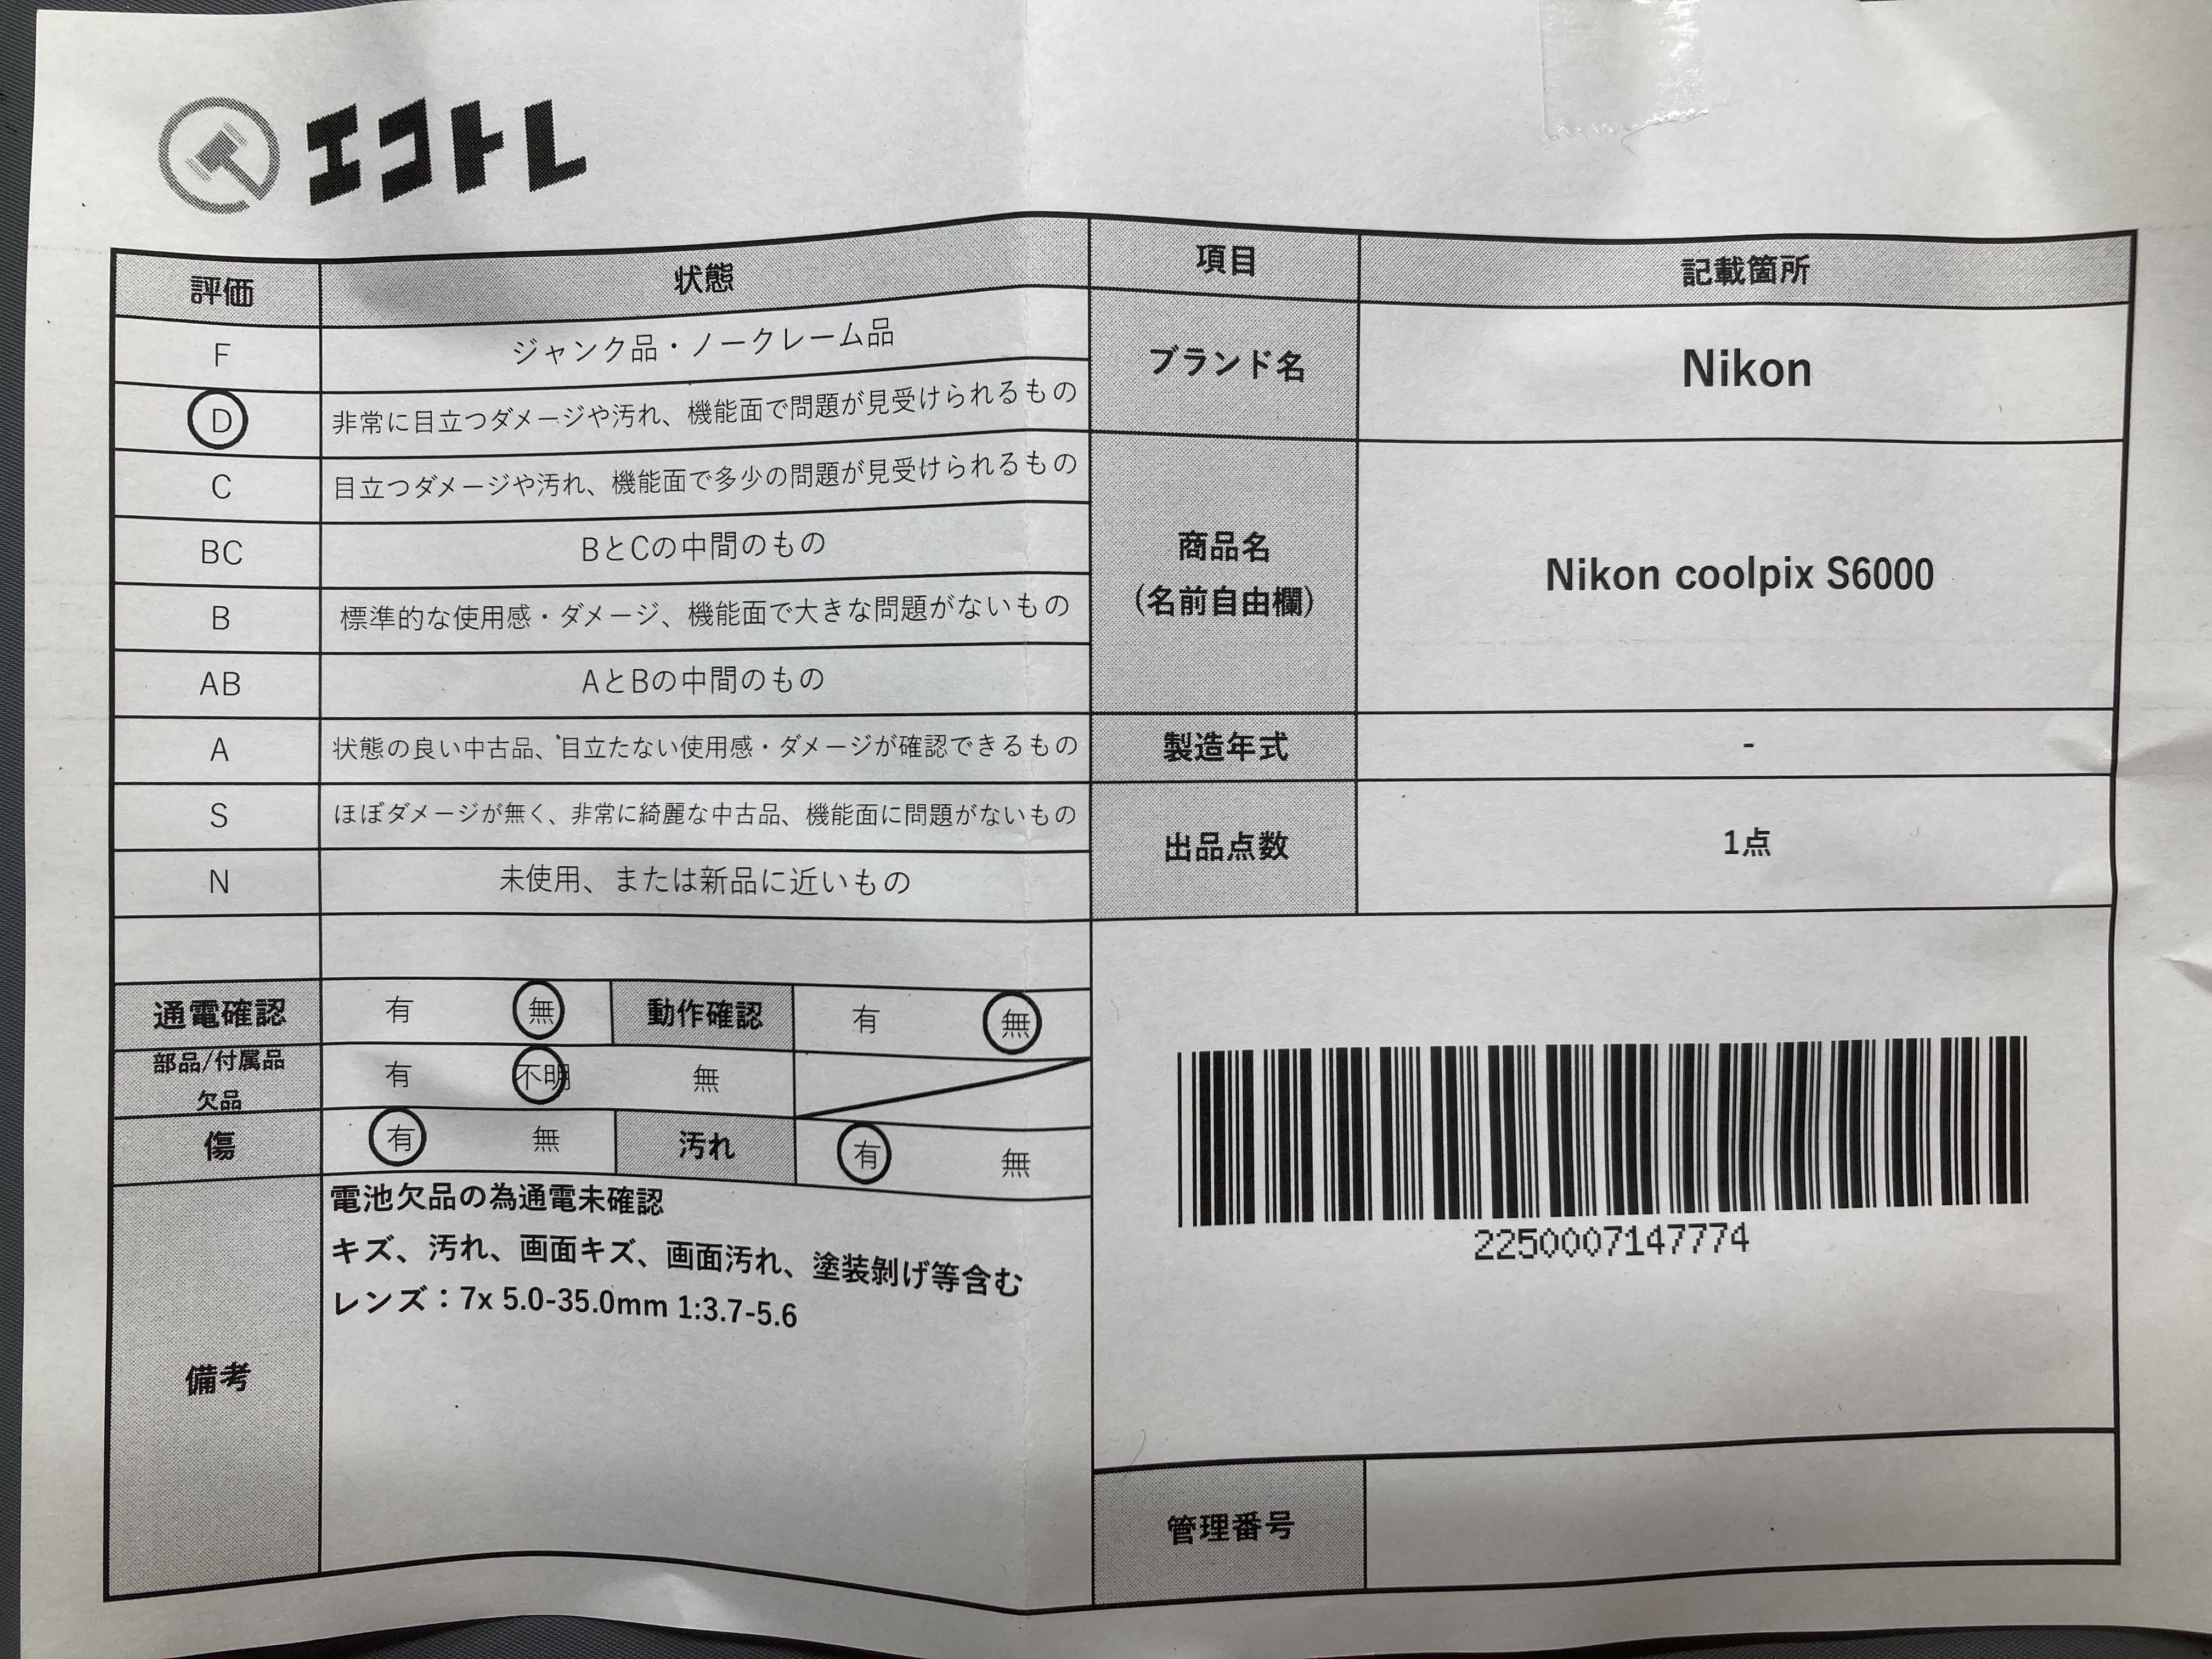 エコトレ
評価 状態
F ジャンク品・ノークレーム品
D 非常に目立つダメージや汚れ、機能面で問題が見受けられるもの
C 目立つダメージや汚れ、機能面で多少の問題が見受けられるもの
BC BとCの中間のもの
B 標準的な使用感・ダメージ、機能面で大きな問題がないもの
AB AとBの中間のもの
A 状態の良い中古品、目立たない使用感・ダメージが確認できるもの
S ほぼダメージが無く、非常に綺麗な中古品、機能面に問題がないもの
N 未使用、または新品に近いもの
通電確認 有 無 動作確認 有 無
部品/付属品
欠品 有 不明 無
傷 有 無 汚れ 有 無
備考
電池欠品の為通電未確認
キズ、汚れ、画面キズ、画面汚れ、塗装剝げ等含む
レンズ：7x 5.0-35.0mm 1:3.7-5.6
項目 記載箇所
ブランド名 Nikon
商品名
(名前自由欄) Nikon coolpix S6000
製造年式 -
出品点数 1点
2250007147774
管理番号